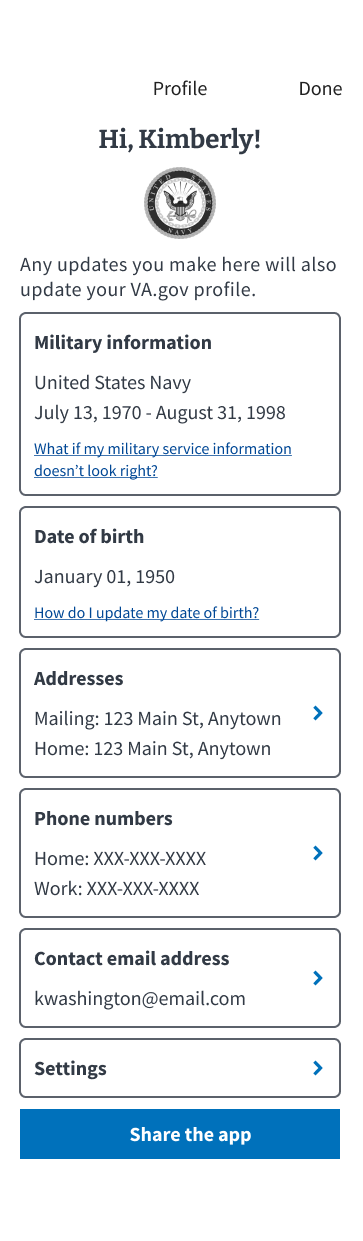 Profile
Done
Hi, Kimberly!
UNITED STATES
NAVY
Any updates you make here will also
update your VA.gov profile.
Military information
United States Navy
July 13, 1970 - August 31, 1998
What if my military service information
doesn’t look right?
Date of birth
January 01, 1950
How do I update my date of birth?
Addresses
Mailing: 123 Main St, Anytown
Home: 123 Main St, Anytown
Phone numbers
Home: XXX-XXX-XXXX
Work: XXX-XXX-XXXX
Contact email address
kwashington@email.com
Settings
Share the app